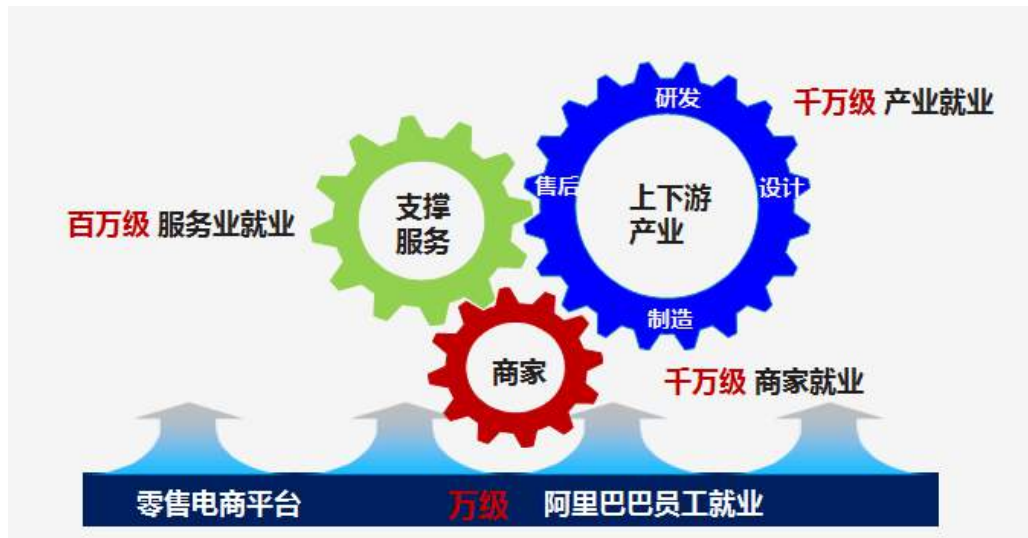 研发
千万级 产业就业
售后
设计
上下游
产业
支撑
服务
百万级 服务业就业
制造
商家
千万级 商家就业
零售电商平台 万级 阿里巴巴员工就业